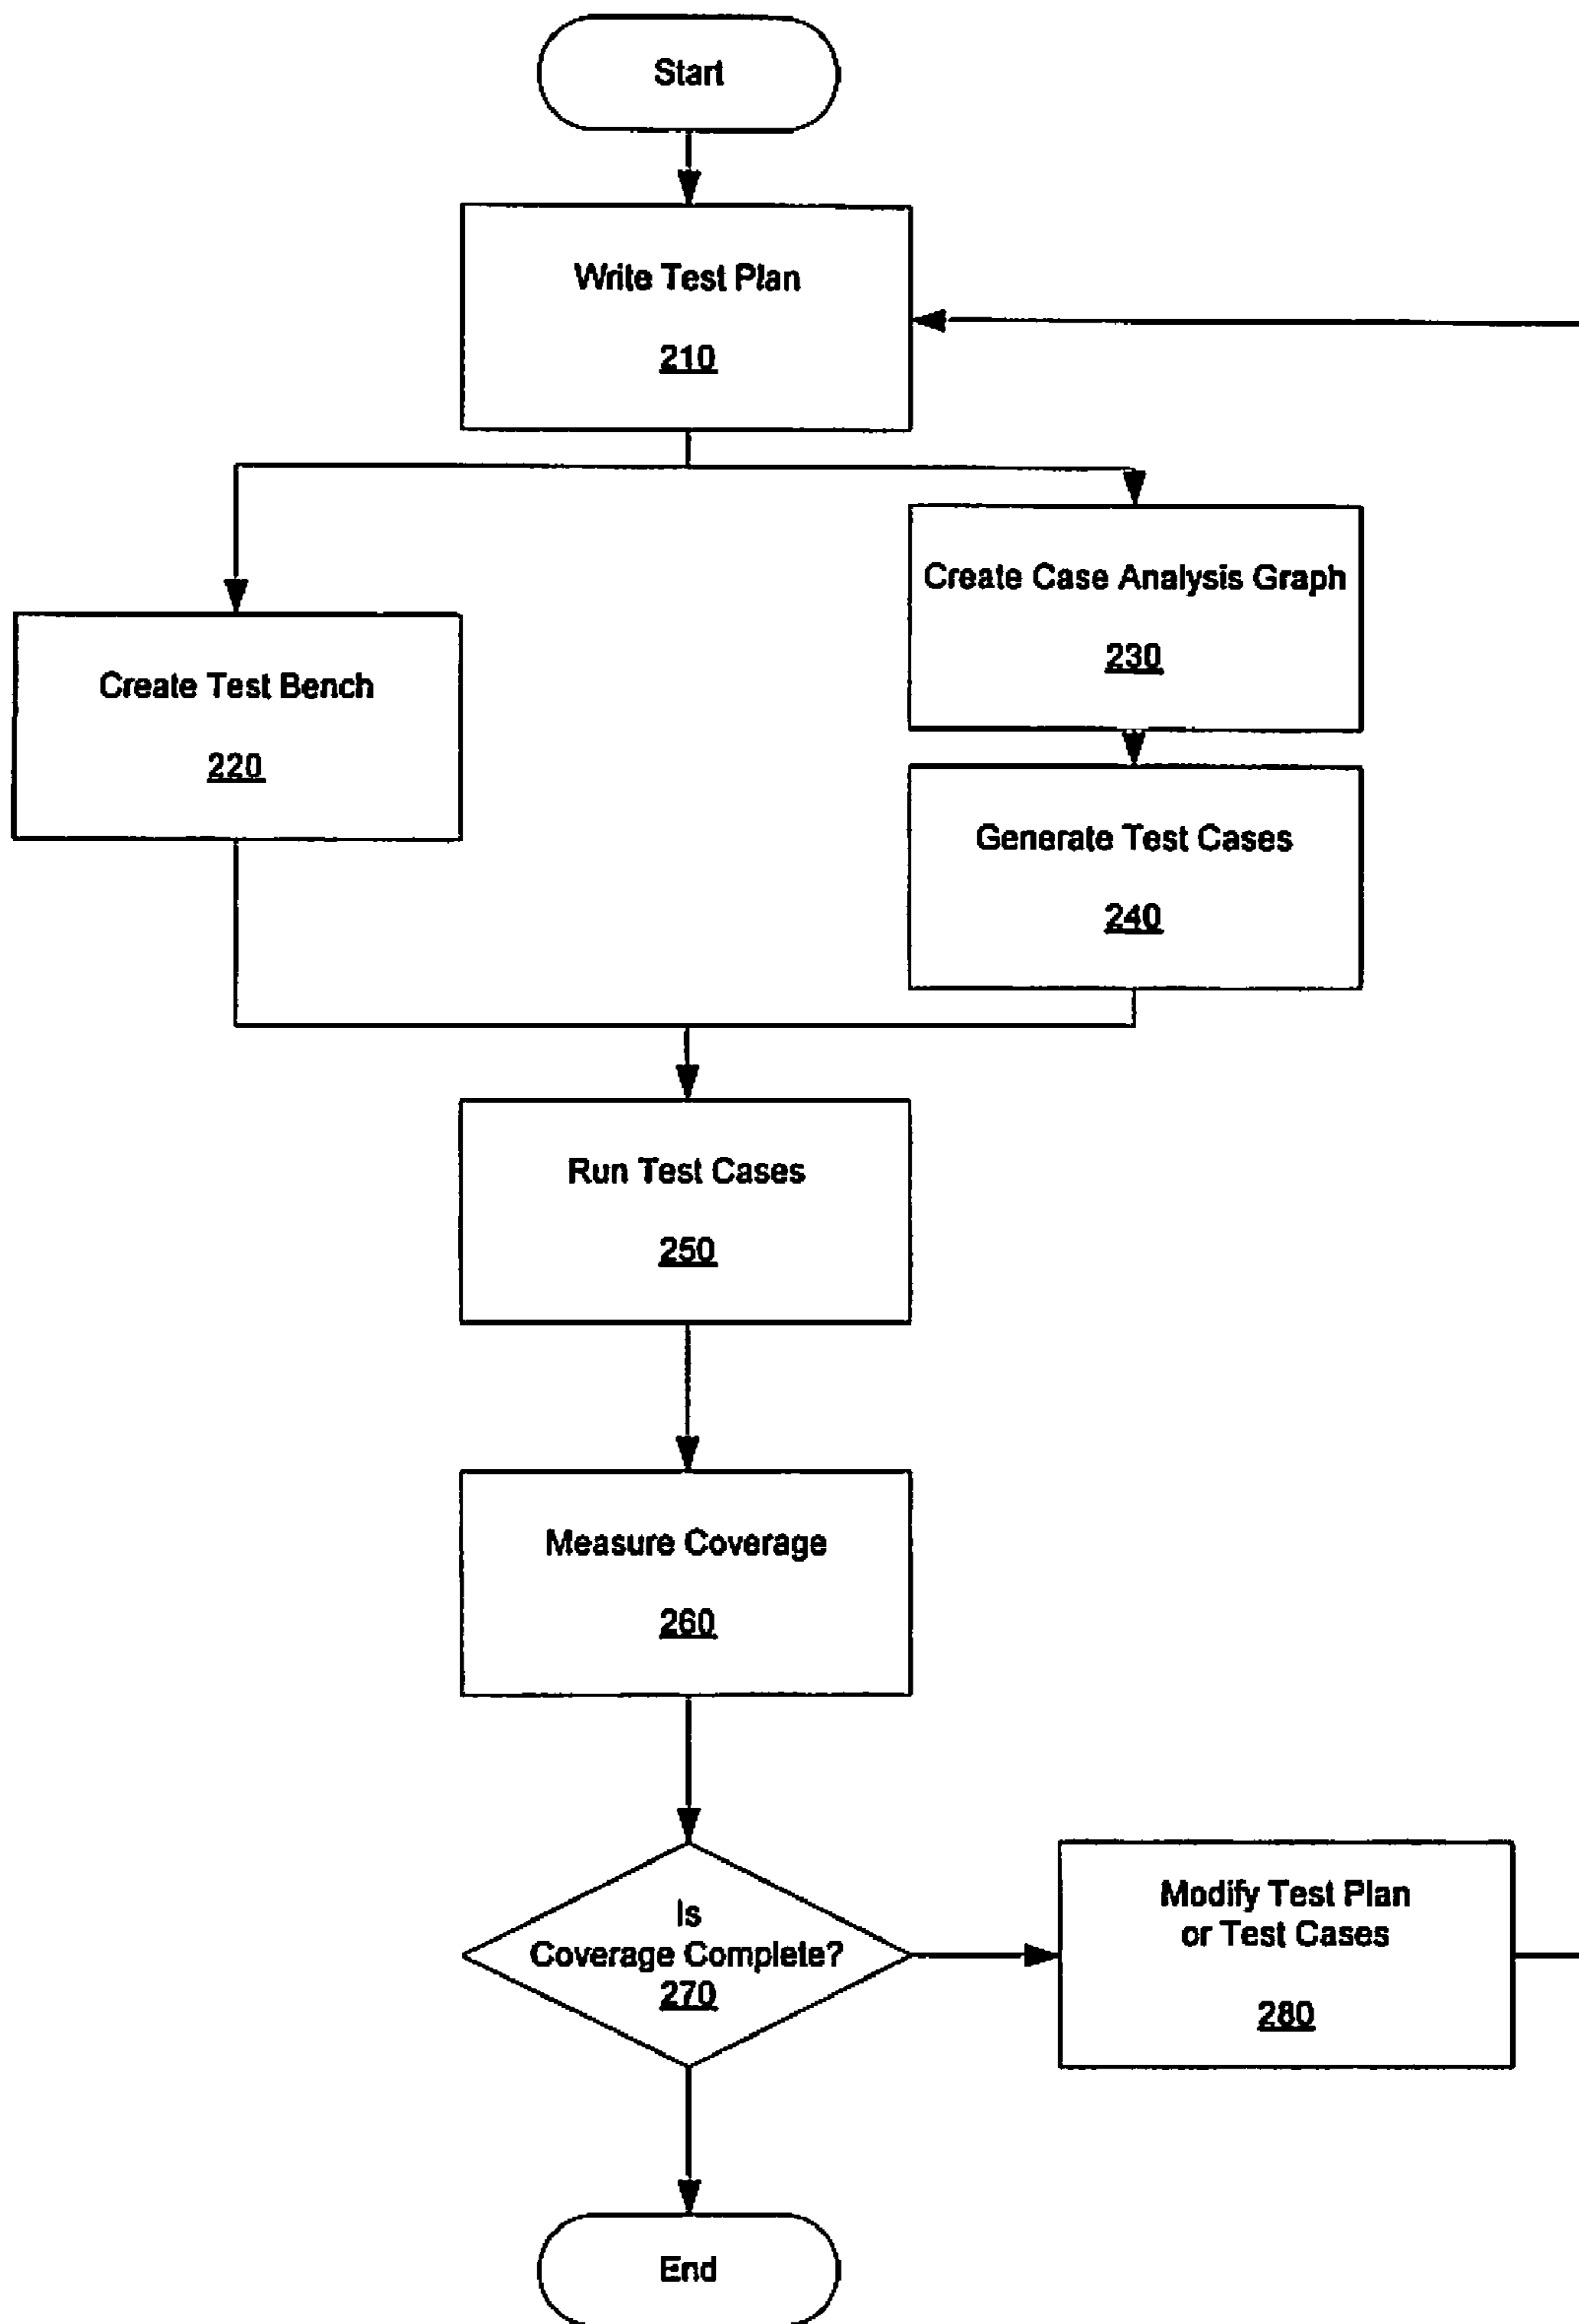 Start
Write Test Plan
210
Create Case Analysis Graph
230
Create Test Bench
220
Generate Test Cases
240
Run Test Cases
250
Measure Coverage
260
Is
Coverage Complete?
270
Modify Test Plan
or Test Cases
280
End